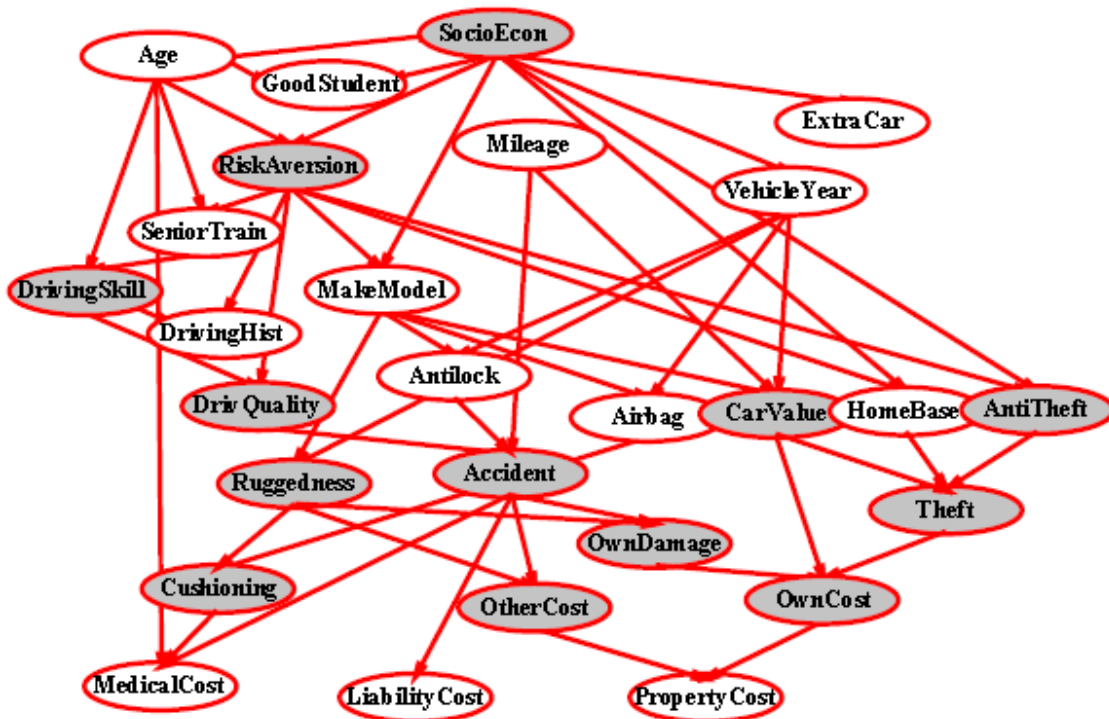 SocioEcon
Age
GoodStudent
ExtraCar
Mileage
RiskAversion
VehicleYear
SeniorTrain
DrivingSkill
MakeModel
DrivingHist
Antilock
DrivQuality
Airbag
CarValue
HomeBase
AntiTheft
Ruggedness
Accident
Theft
OwnDamage
Cushioning
OtherCost
OwnCost
MedicalCost
LiabilityCost
PropertyCost